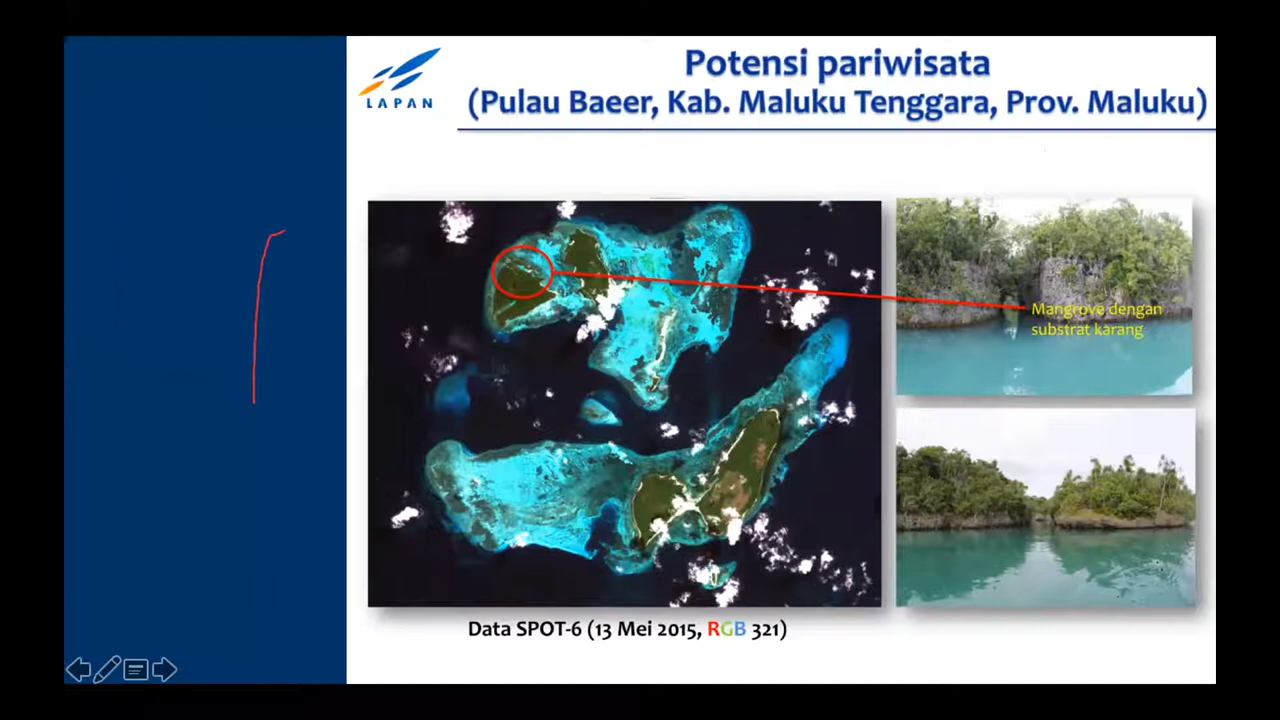 LAPAN
Potensi pariwisata
(Pulau Baeer, Kab. Maluku Tenggara, Prov. Maluku)
Mangrove dengan
substrat karang
Data SPOT-6 (13 Mei 2015, RGB 321)